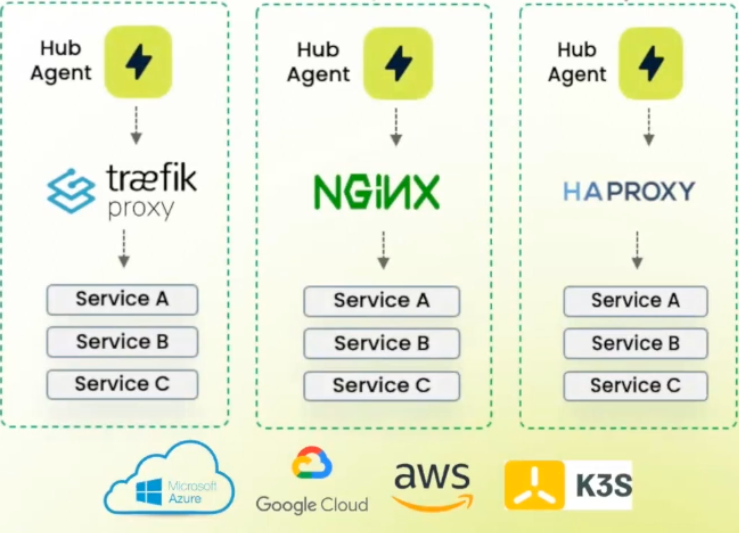 Hub
Agent
træfik
proxy
Service A
Service B
Service C
Hub
Agent
NGiNX
Service A
Service B
Service C
Hub
Agent
HAPROXY
Service A
Service B
Service C
Microsoft
Azure
Google Cloud
aws
K3S